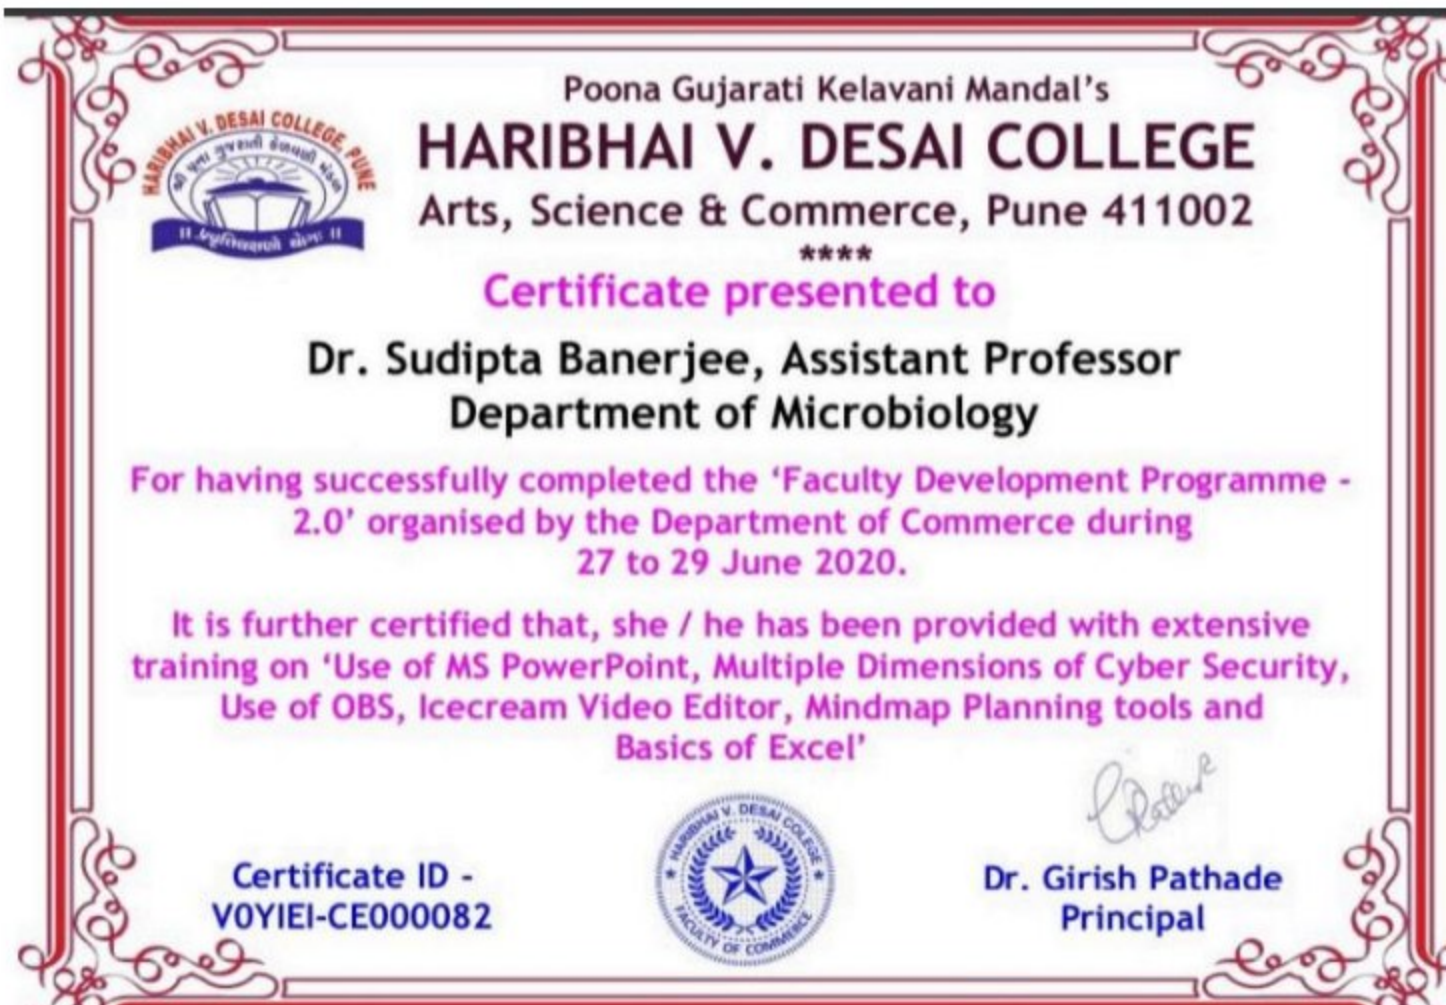 Poona Gujarati Kelavani Mandal's
HARIBHAI V. DESAI COLLEGE, PUNE
HARIBHAI V. DESAI COLLEGE
Arts, Science & Commerce, Pune 411002
****
Certificate presented to
Dr. Sudipta Banerjee, Assistant Professor
Department of Microbiology
For having successfully completed the ‘Faculty Development Programme -
2.0’ organised by the Department of Commerce during
27 to 29 June 2020.
It is further certified that, she / he has been provided with extensive
training on ‘Use of MS PowerPoint, Multiple Dimensions of Cyber Security,
Use of OBS, Icecream Video Editor, Mindmap Planning tools and
Basics of Excel’
HARIBHAI V. DESAI COLLEGE
FACULTY OF COMMERCE
Certificate ID -
V0YIEI-CE000082
Dr. Girish Pathade
Principal